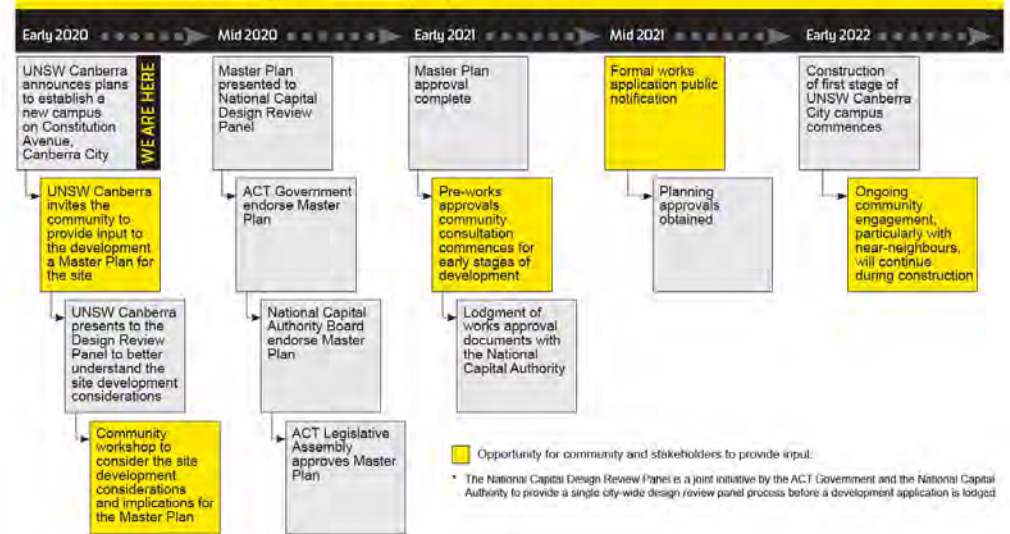 Early 2020
Mid 2020
Early 2021
Mid 2021
Early 2022
UNSW Canberra
announces plans
to establish a
new campus
on Constitution
Avenue,
Canberra City
WE ARE HERE
UNSW Canberra
invites the
community to
provide input to
the development
a Master Plan for
the site
UNSW Canberra
presents to the
Design Review
Panel to better
understand the
site development
considerations
Community
workshop to
consider the site
development
considerations
and implications for
the Master Plan
Master Plan
presented to
National Capital
Design Review
Panel
ACT Government
endorse Master
Plan
National Capital
Authority Board
endorse Master
Plan
ACT Legislative
Assembly
approves Master
Plan
Master Plan
approval
complete
Pre-works
approvals
community
consultation
commences for
early stages of
development
Lodgment of
works approval
documents with
the National
Capital Authority
Formal works
application public
notification
Planning
approvals
obtained
Construction
of first stage of
UNSW Canberra
City campus
commences
Ongoing
community
engagement,
particularly with
near-neighbours,
will continue
during construction
Opportunity for community and stakeholders to provide input.
* The National Capital Design Review Panel is a joint initiative by the ACT Government and the National Capital
Authority to provide a single city-wide design review panel process before a development application is lodged.